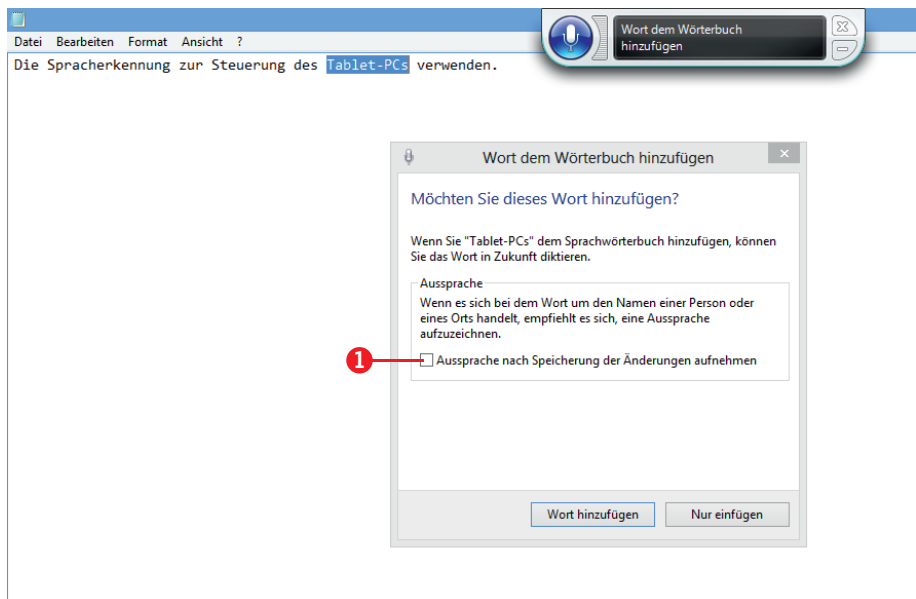 Wort dem Wörterbuch
hinzufügen
Datei Bearbeiten Format Ansicht ?
Die Spracherkennung zur Steuerung des Tablet-PCs verwenden.
Wort dem Wörterbuch hinzufügen
Möchten Sie dieses Wort hinzufügen?
Wenn Sie "Tablet-PCs" dem Sprachwörterbuch hinzufügen, können
Sie das Wort in Zukunft diktieren.
Aussprache
Wenn es sich bei dem Wort um den Namen einer Person oder
eines Orts handelt, empfiehlt es sich, eine Aussprache
aufzuzeichnen.
1
Aussprache nach Speicherung der Änderungen aufnehmen
Wort hinzufügen
Nur einfügen